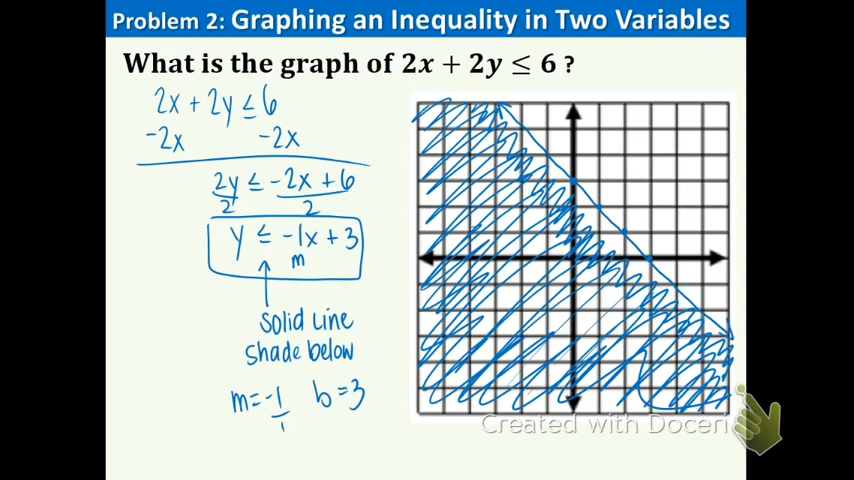 Problem 2: Graphing an Inequality in Two Variables
What is the graph of 2x + 2y ≤ 6 ?
2x + 2y ≤ 6
-2x -2x
2y ≤ -2x + 6
2 2
y ≤ -1x + 3
m
solid line
shade below
m = -1 b = 3
1
Created with Doceri